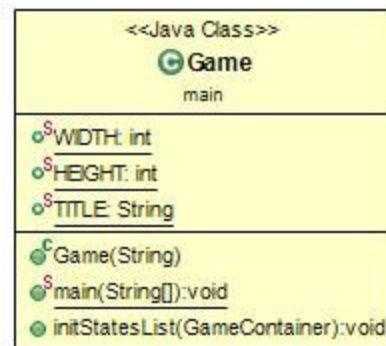 <<Java Class>>
Game
main
WIDTH: int
HEIGHT: int
TITLE: String
Game(String)
main(String[]):void
initStatesList(GameContainer):void